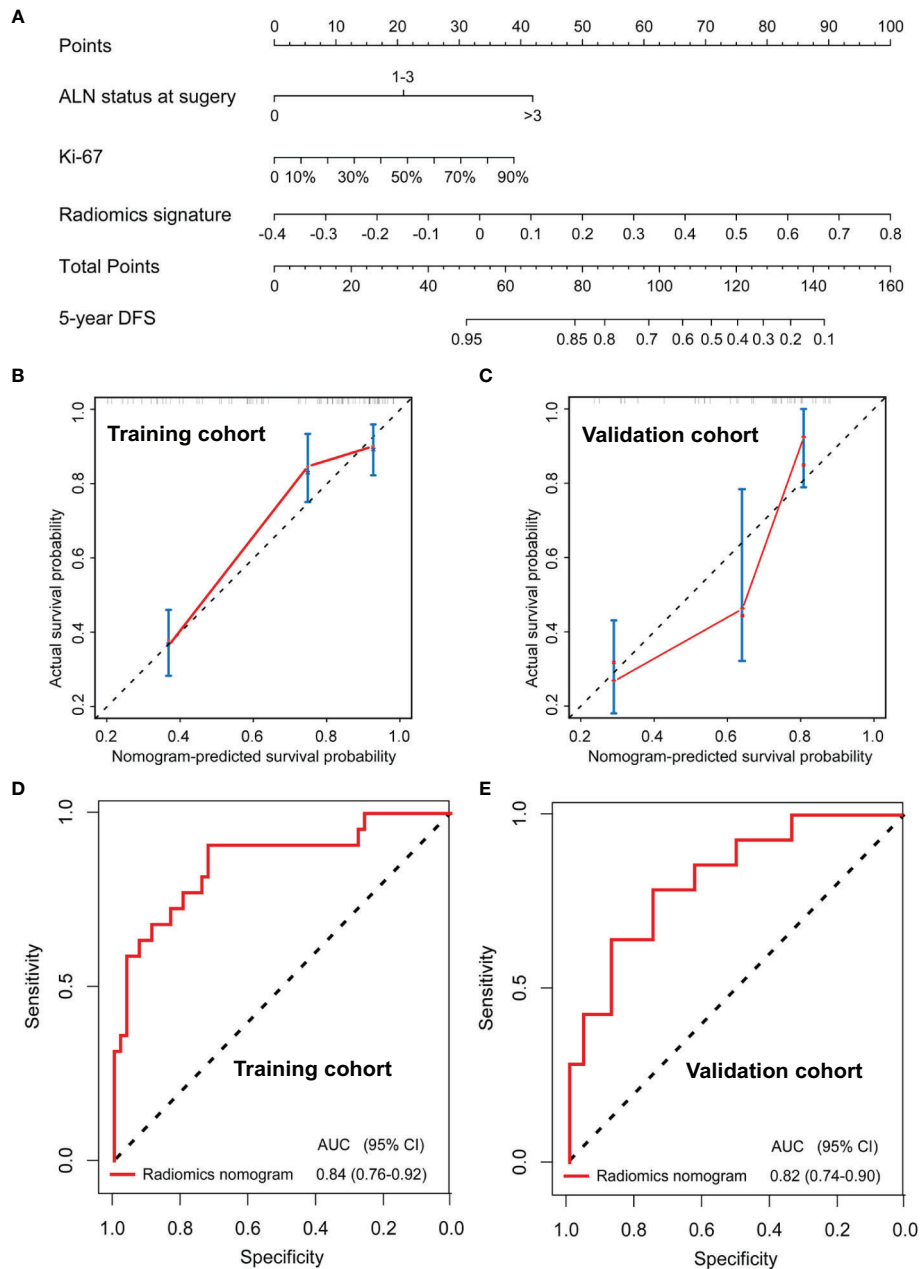 A
Points
0 20 40 60 80 100
10 30 50 70 90
ALN status at sugery
1-3
0 >3
Ki-67
0 10% 30% 50% 70% 90%
Radiomics signature
-0.4 -0.3 -0.2 -0.1 0 0.1 0.2 0.3 0.4 0.5 0.6 0.7 0.8
Total Points
0 20 40 60 80 100 120 140 160
5-year DFS
0.95 0.85 0.8 0.7 0.6 0.5 0.4 0.3 0.2 0.1
B
Training cohort
Actual survival probability
1.0
0.8
0.6
0.4
0.2
0.2 0.4 0.6 0.8 1.0
Nomogram-predicted survival probability
C
Validation cohort
Actual survival probability
1.0
0.8
0.6
0.4
0.2
0.2 0.4 0.6 0.8 1.0
Nomogram-predicted survival probability
D
Sensitivity
1.0
0.5
0.0
Training cohort
AUC (95% CI)
Radiomics nomogram 0.84 (0.76-0.92)
1.0 0.8 0.6 0.4 0.2 0.0
Specificity
E
Sensitivity
1.0
0.5
0.0
Validation cohort
AUC (95% CI)
Radiomics nomogram 0.82 (0.74-0.90)
1.0 0.8 0.6 0.4 0.2 0.0
Specificity